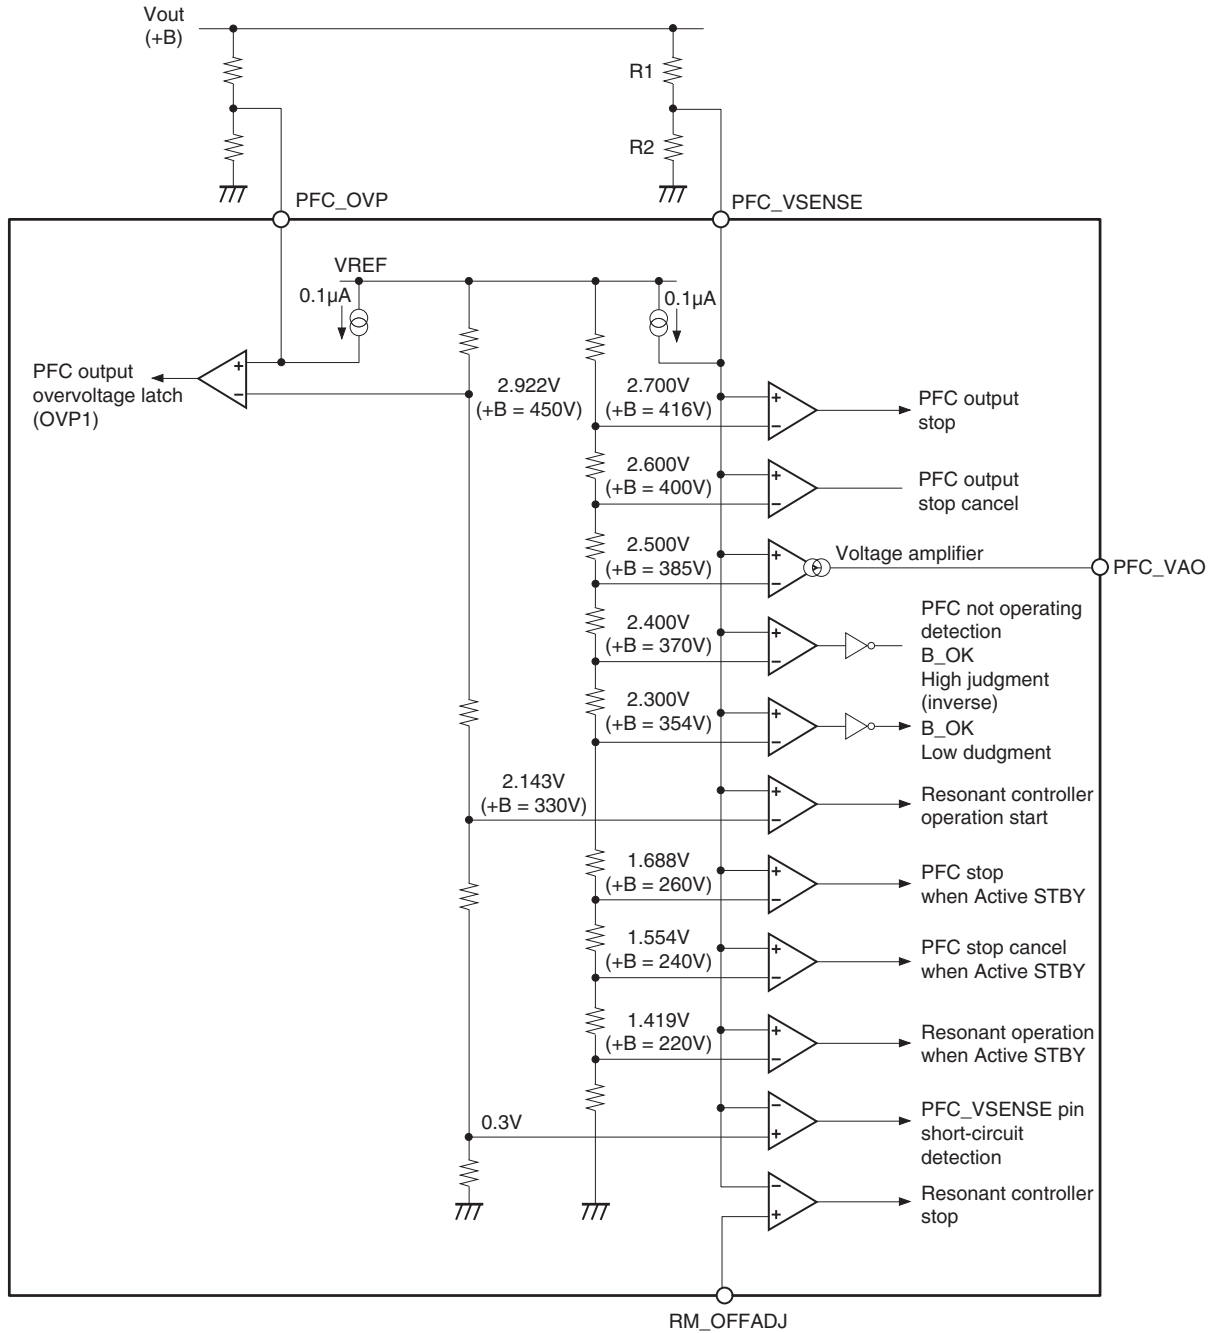 Vout
(+B)
R1
R2
PFC_OVP
PFC_VSENSE
VREF
0.1µA
0.1µA
PFC output
overvoltage latch
(OVP1)
+
−
2.922V
(+B = 450V)
2.700V
(+B = 416V)
+
−
PFC output
stop
2.600V
(+B = 400V)
+
−
PFC output
stop cancel
2.500V
(+B = 385V)
+
−
Voltage amplifier
PFC_VAO
2.400V
(+B = 370V)
+
−
PFC not operating
detection
B_OK
High judgment
(inverse)
2.300V
(+B = 354V)
+
−
B_OK
Low dudgment
2.143V
(+B = 330V)
+
−
Resonant controller
operation start
1.688V
(+B = 260V)
+
−
PFC stop
when Active STBY
1.554V
(+B = 240V)
+
−
PFC stop cancel
when Active STBY
1.419V
(+B = 220V)
+
−
Resonant operation
when Active STBY
0.3V
−
+
PFC_VSENSE pin
short-circuit
detection
−
+
Resonant controller
stop
RM_OFFADJ